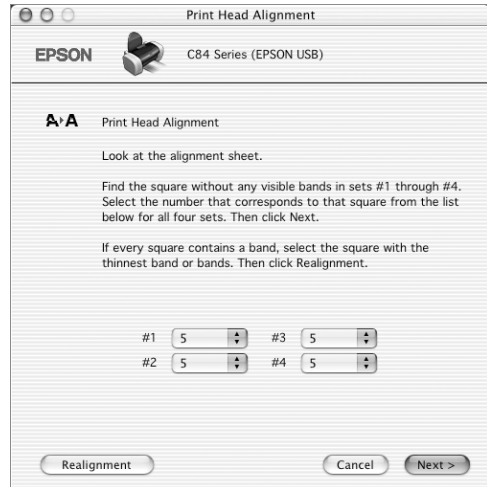 Print Head Alignment
EPSON
C84 Series (EPSON USB)
A›A Print Head Alignment
Look at the alignment sheet.
Find the square without any visible bands in sets #1 through #4.
Select the number that corresponds to that square from the list
below for all four sets. Then click Next.
If every square contains a band, select the square with the
thinnest band or bands. Then click Realignment.
#1 5 #3 5
#2 5 #4 5
Realignment Cancel Next >